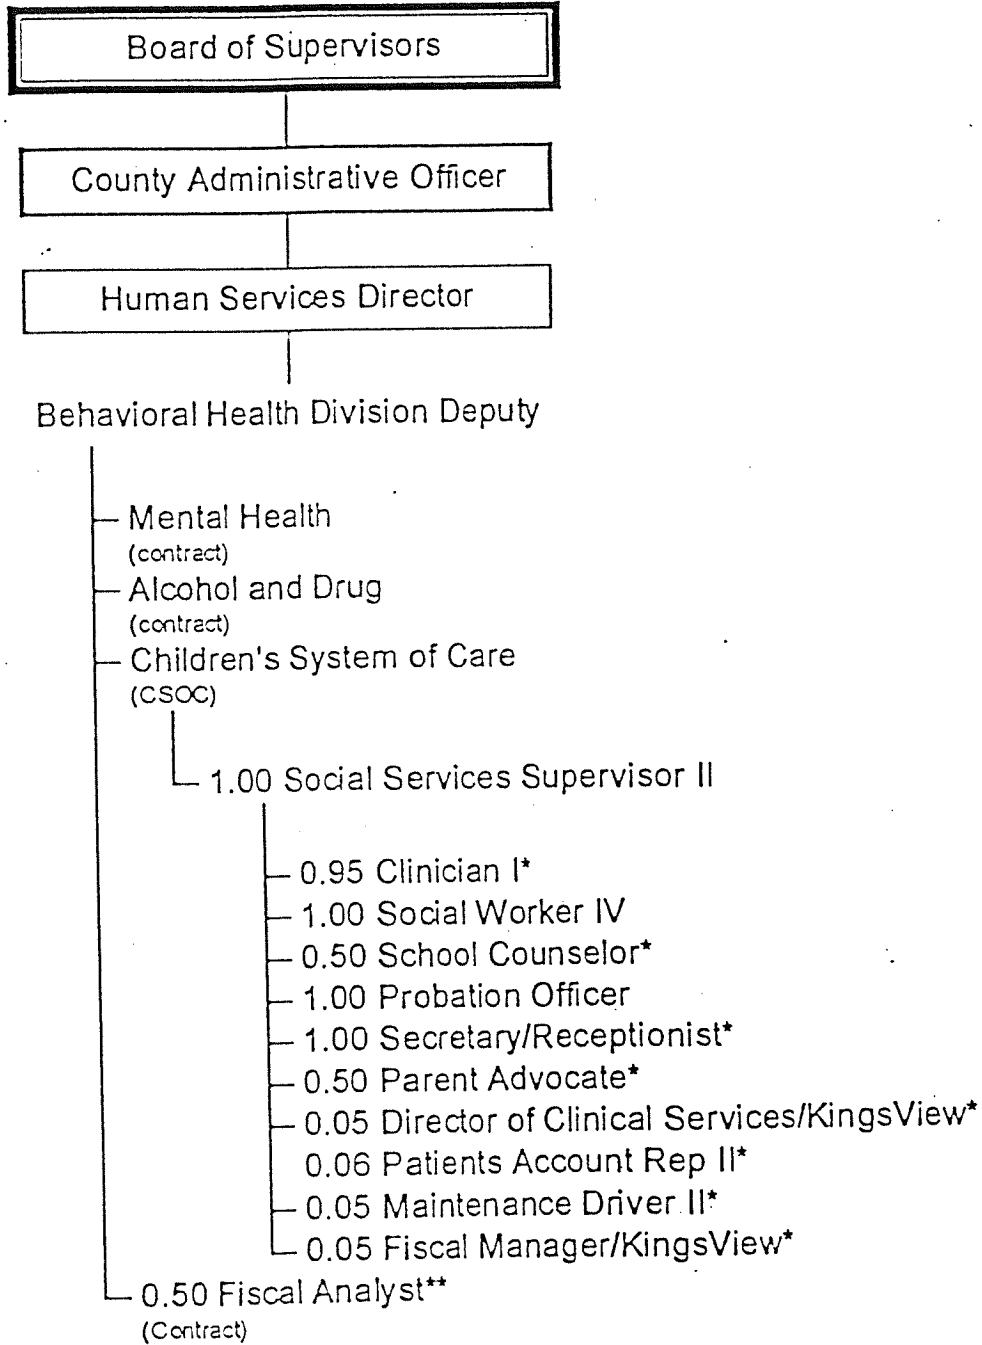 Board of Supervisors
County Administrative Officer
Human Services Director
Behavioral Health Division Deputy
Mental Health
(contract)
Alcohol and Drug
(contract)
Children's System of Care
(CSOC)
1.00 Social Services Supervisor II
0.95 Clinician I*
1.00 Social Worker IV
0.50 School Counselor*
1.00 Probation Officer
1.00 Secretary/Receptionist*
0.50 Parent Advocate*
0.05 Director of Clinical Services/KingsView*
0.06 Patients Account Rep II*
0.05 Maintenance Driver II*
0.05 Fiscal Manager/KingsView*
0.50 Fiscal Analyst**
(Contract)